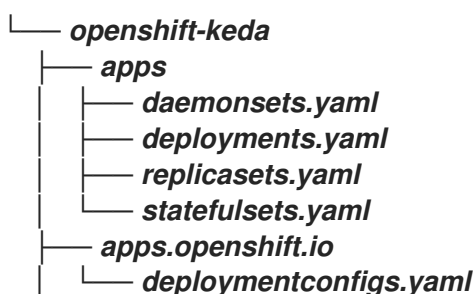 └── openshift-keda
├── apps
│ ├── daemonsets.yaml
│ ├── deployments.yaml
│ ├── replicasets.yaml
│ └── statefulsets.yaml
├── apps.openshift.io
│ └── deploymentconfigs.yaml